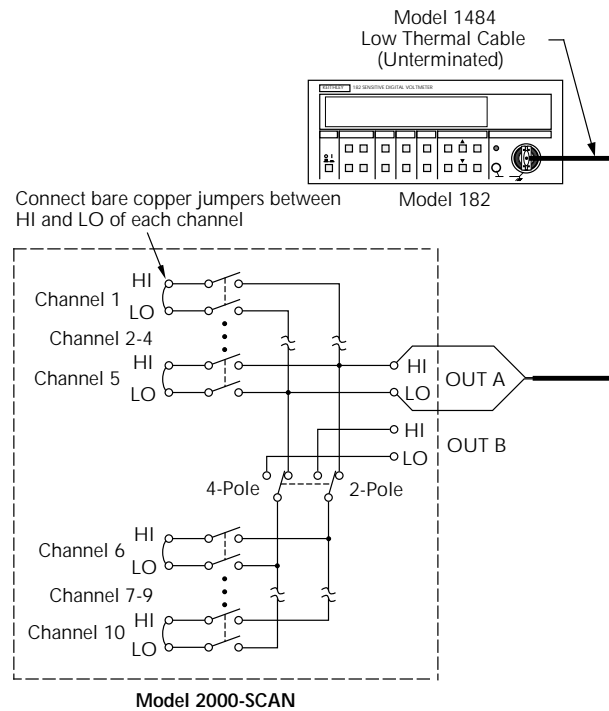 Model 1484
Low Thermal Cable
(Unterminated)
KEITHLEY 182 SENSITIVE DIGITAL VOLTMETER
O I
Model 182
Connect bare copper jumpers between
HI and LO of each channel
HI
Channel 1
LO
Channel 2-4
HI
Channel 5
LO
HI
OUT A
LO
HI
OUT B
LO
4-Pole
2-Pole
HI
Channel 6
LO
Channel 7-9
HI
Channel 10
LO
Model 2000-SCAN